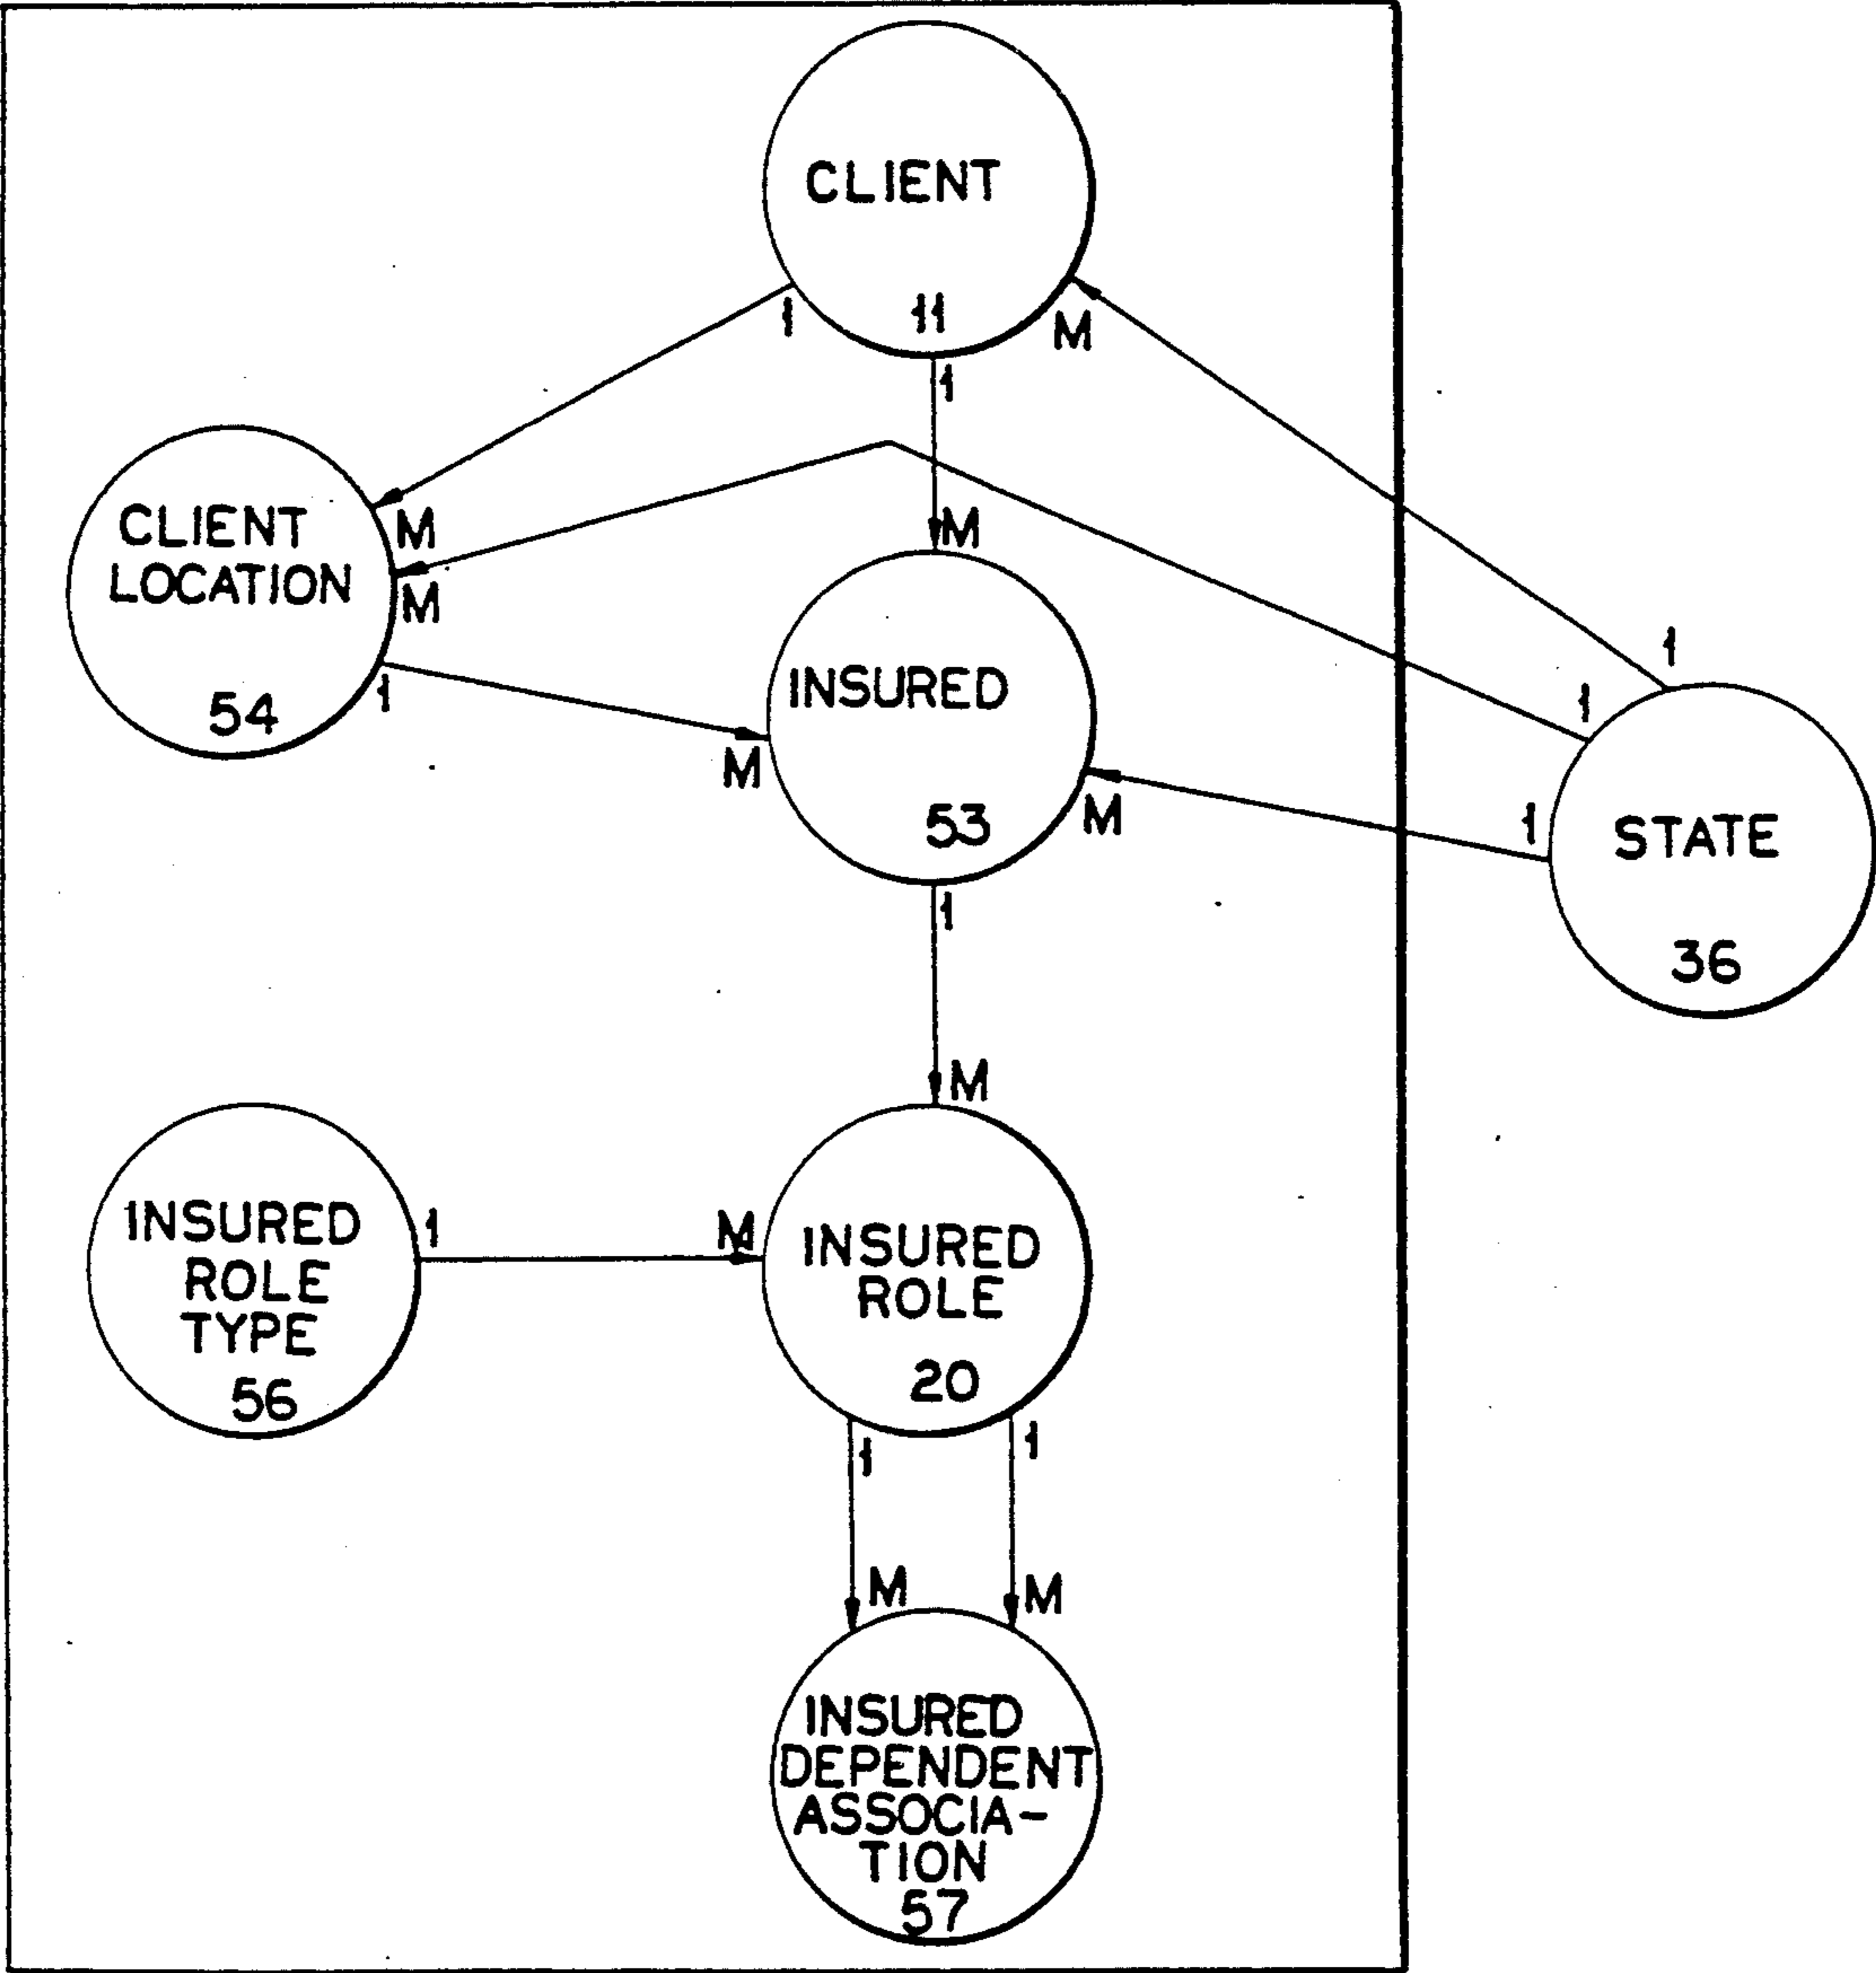 CLIENT
11
1
M
1
CLIENT
LOCATION
54
M
M
1
M
INSURED
53
M
M
1
1
1
1
STATE
36
M
INSURED
ROLE
TYPE
56
1
M
INSURED
ROLE
20
1
1
M
M
INSURED
DEPENDENT
ASSOCIA-
TION
57